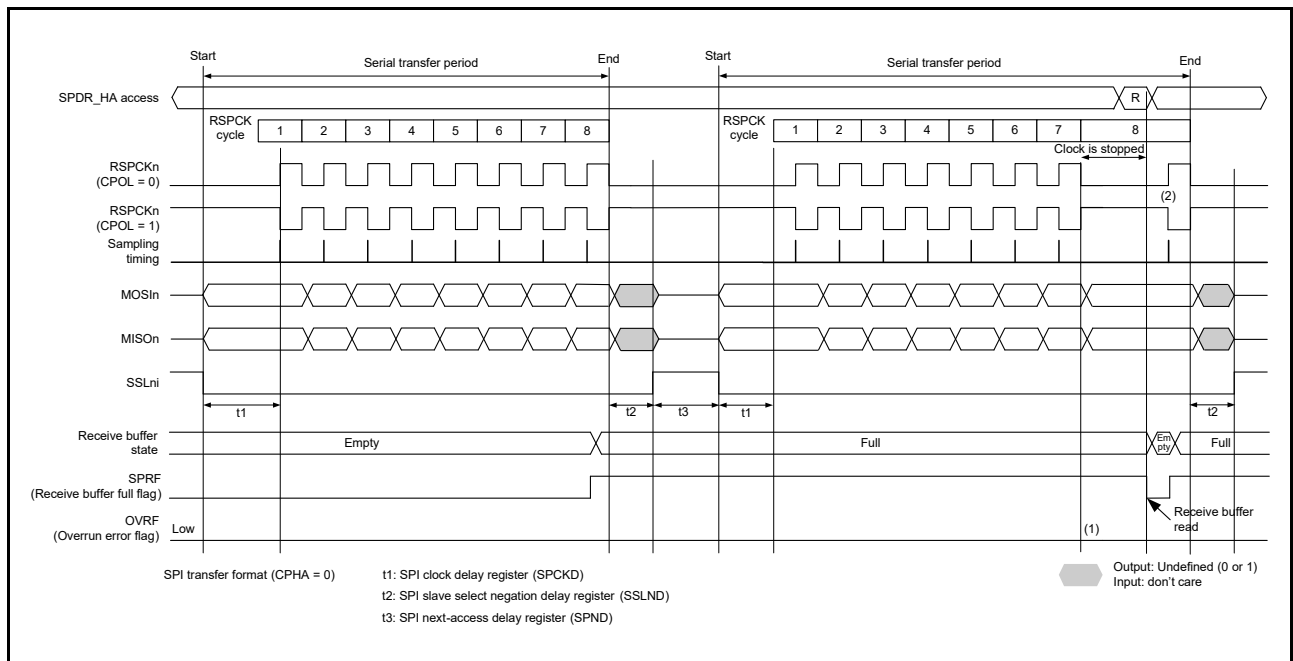 Start
Serial transfer period
End
Start
Serial transfer period
End
SPDR_HA access
R
RSPCK
cycle
1 2 3 4 5 6 7 8
RSPCK
cycle
1 2 3 4 5 6 7 8
Clock is stopped
RSPCKn
(CPOL = 0)
(2)
RSPCKn
(CPOL = 1)
Sampling
timing
MOSIn
MISOn
SSLni
t1
t2
t3
t1
t2
Receive buffer
state
Empty
Full
Em
pty
Full
SPRF
(Receive buffer full flag)
Receive buffer
read
OVRF
(Overrun error flag)
Low
(1)
SPI transfer format (CPHA = 0)
t1: SPI clock delay register (SPCKD)
t2: SPI slave select negation delay register (SSLND)
t3: SPI next-access delay register (SPND)
Output: Undefined (0 or 1)
Input: don't care